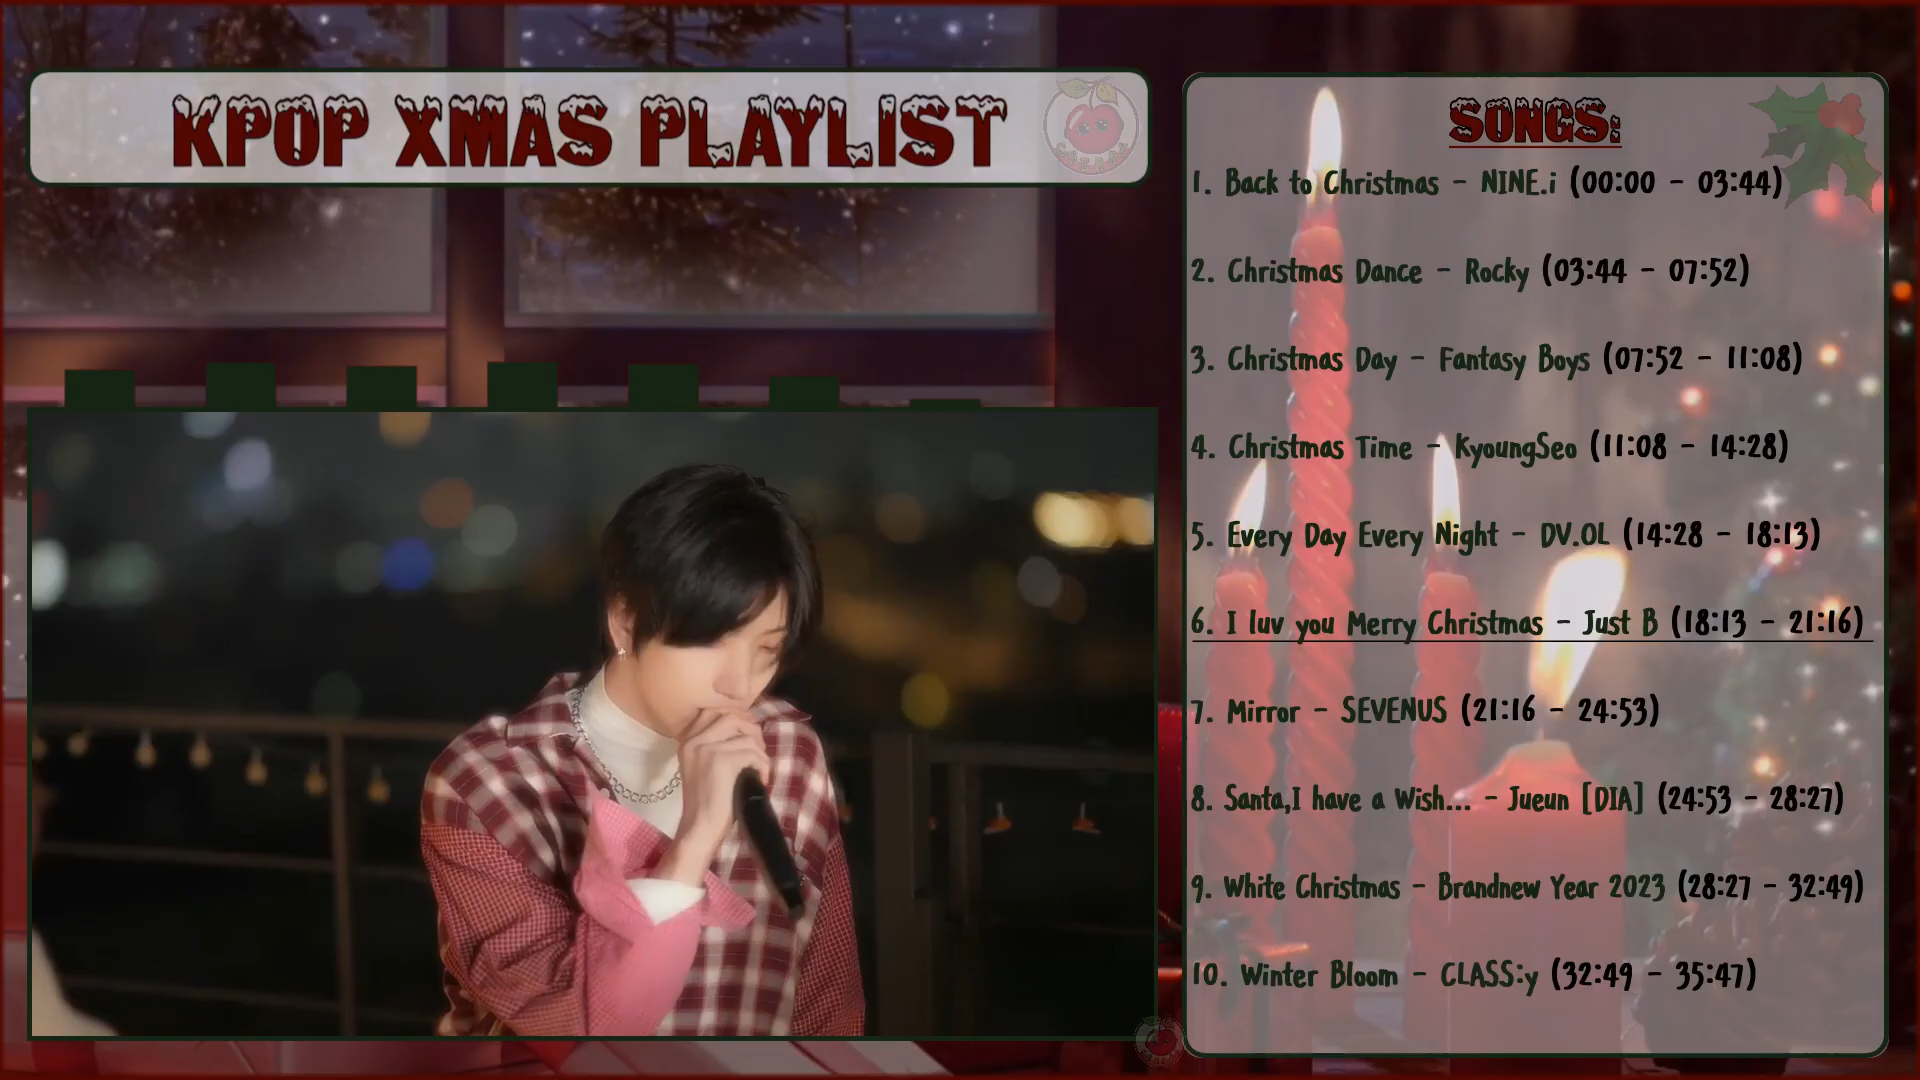 KPOP XMAS PLAYLIST
SONGS:
1. Back to Christmas - NINE.i (00:00 - 03:44)
2. Christmas Dance - Rocky (03:44 - 07:52)
3. Christmas Day - Fantasy Boys (07:52 - 11:08)
4. Christmas Time - KyoungSeo (11:08 - 14:28)
5. Every Day Every Night - DV.OL (14:28 - 18:13)
6. I luv you Merry Christmas - Just B (18:13 - 21:16)
7. Mirror - SEVENUS (21:16 - 24:53)
8. Santa,I have a Wish... - Jueun [DIA] (24:53 - 28:27)
9. White Christmas - Brandnew Year 2023 (28:27 - 32:49)
10. Winter Bloom - CLASS:y (32:49 - 35:47)